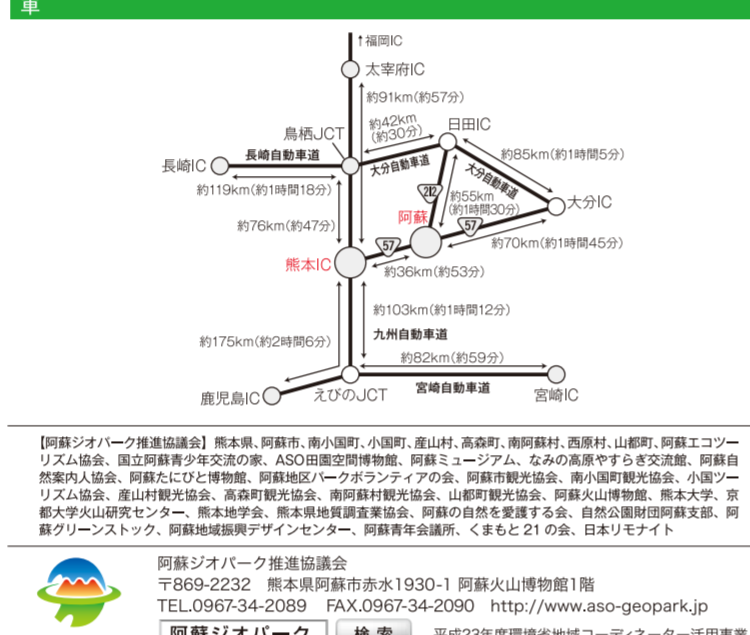 車
↑福岡IC
太宰府IC
約91km(約57分)
約42km
(約30分)
日田IC
鳥栖JCT
長崎IC
長崎自動車道
大分自動車道
約85km(約1時間5分)
大分自動車道
約119km(約1時間18分)
212
約55km
(約1時間30分)
大分IC
阿蘇
57
約76km(約47分)
57
約70km(約1時間45分)
熊本IC
約36km(約53分)
約103km(約1時間12分)
九州自動車道
約175km(約2時間6分)
約82km(約59分)
鹿児島IC
えびのJCT
宮崎自動車道
宮崎IC
【阿蘇ジオパーク推進協議会】熊本県、阿蘇市、南小国町、小国町、産山村、高森町、南阿蘇村、西原村、山都町、阿蘇エコツー
リズム協会、国立阿蘇青少年交流の家、ASO田園空間博物館、阿蘇ミュージアム、なみの高原やすらぎ交流館、阿蘇自
然案内人協会、阿蘇たにびと博物館、阿蘇地区パークボランティアの会、阿蘇市観光協会、南小国町観光協会、小国ツー
リズム協会、産山村観光協会、高森町観光協会、南阿蘇村観光協会、山都町観光協会、阿蘇火山博物館、熊本大学、京
都大学火山研究センター、熊本地学会、熊本県地質調査業協会、阿蘇の自然を愛護する会、自然公園財団阿蘇支部、阿
蘇グリーンストック、阿蘇地域振興デザインセンター、阿蘇青年会議所、くまもと21の会、日本リモナイト
阿蘇ジオパーク推進協議会
〒869-2232 熊本県阿蘇市赤水1930-1 阿蘇火山博物館1階
TEL.0967-34-2089 FAX.0967-34-2090 http://www.aso-geopark.jp
阿蘇ジオパーク 検索
平成23年度環境省地域コーディネーター活用事業